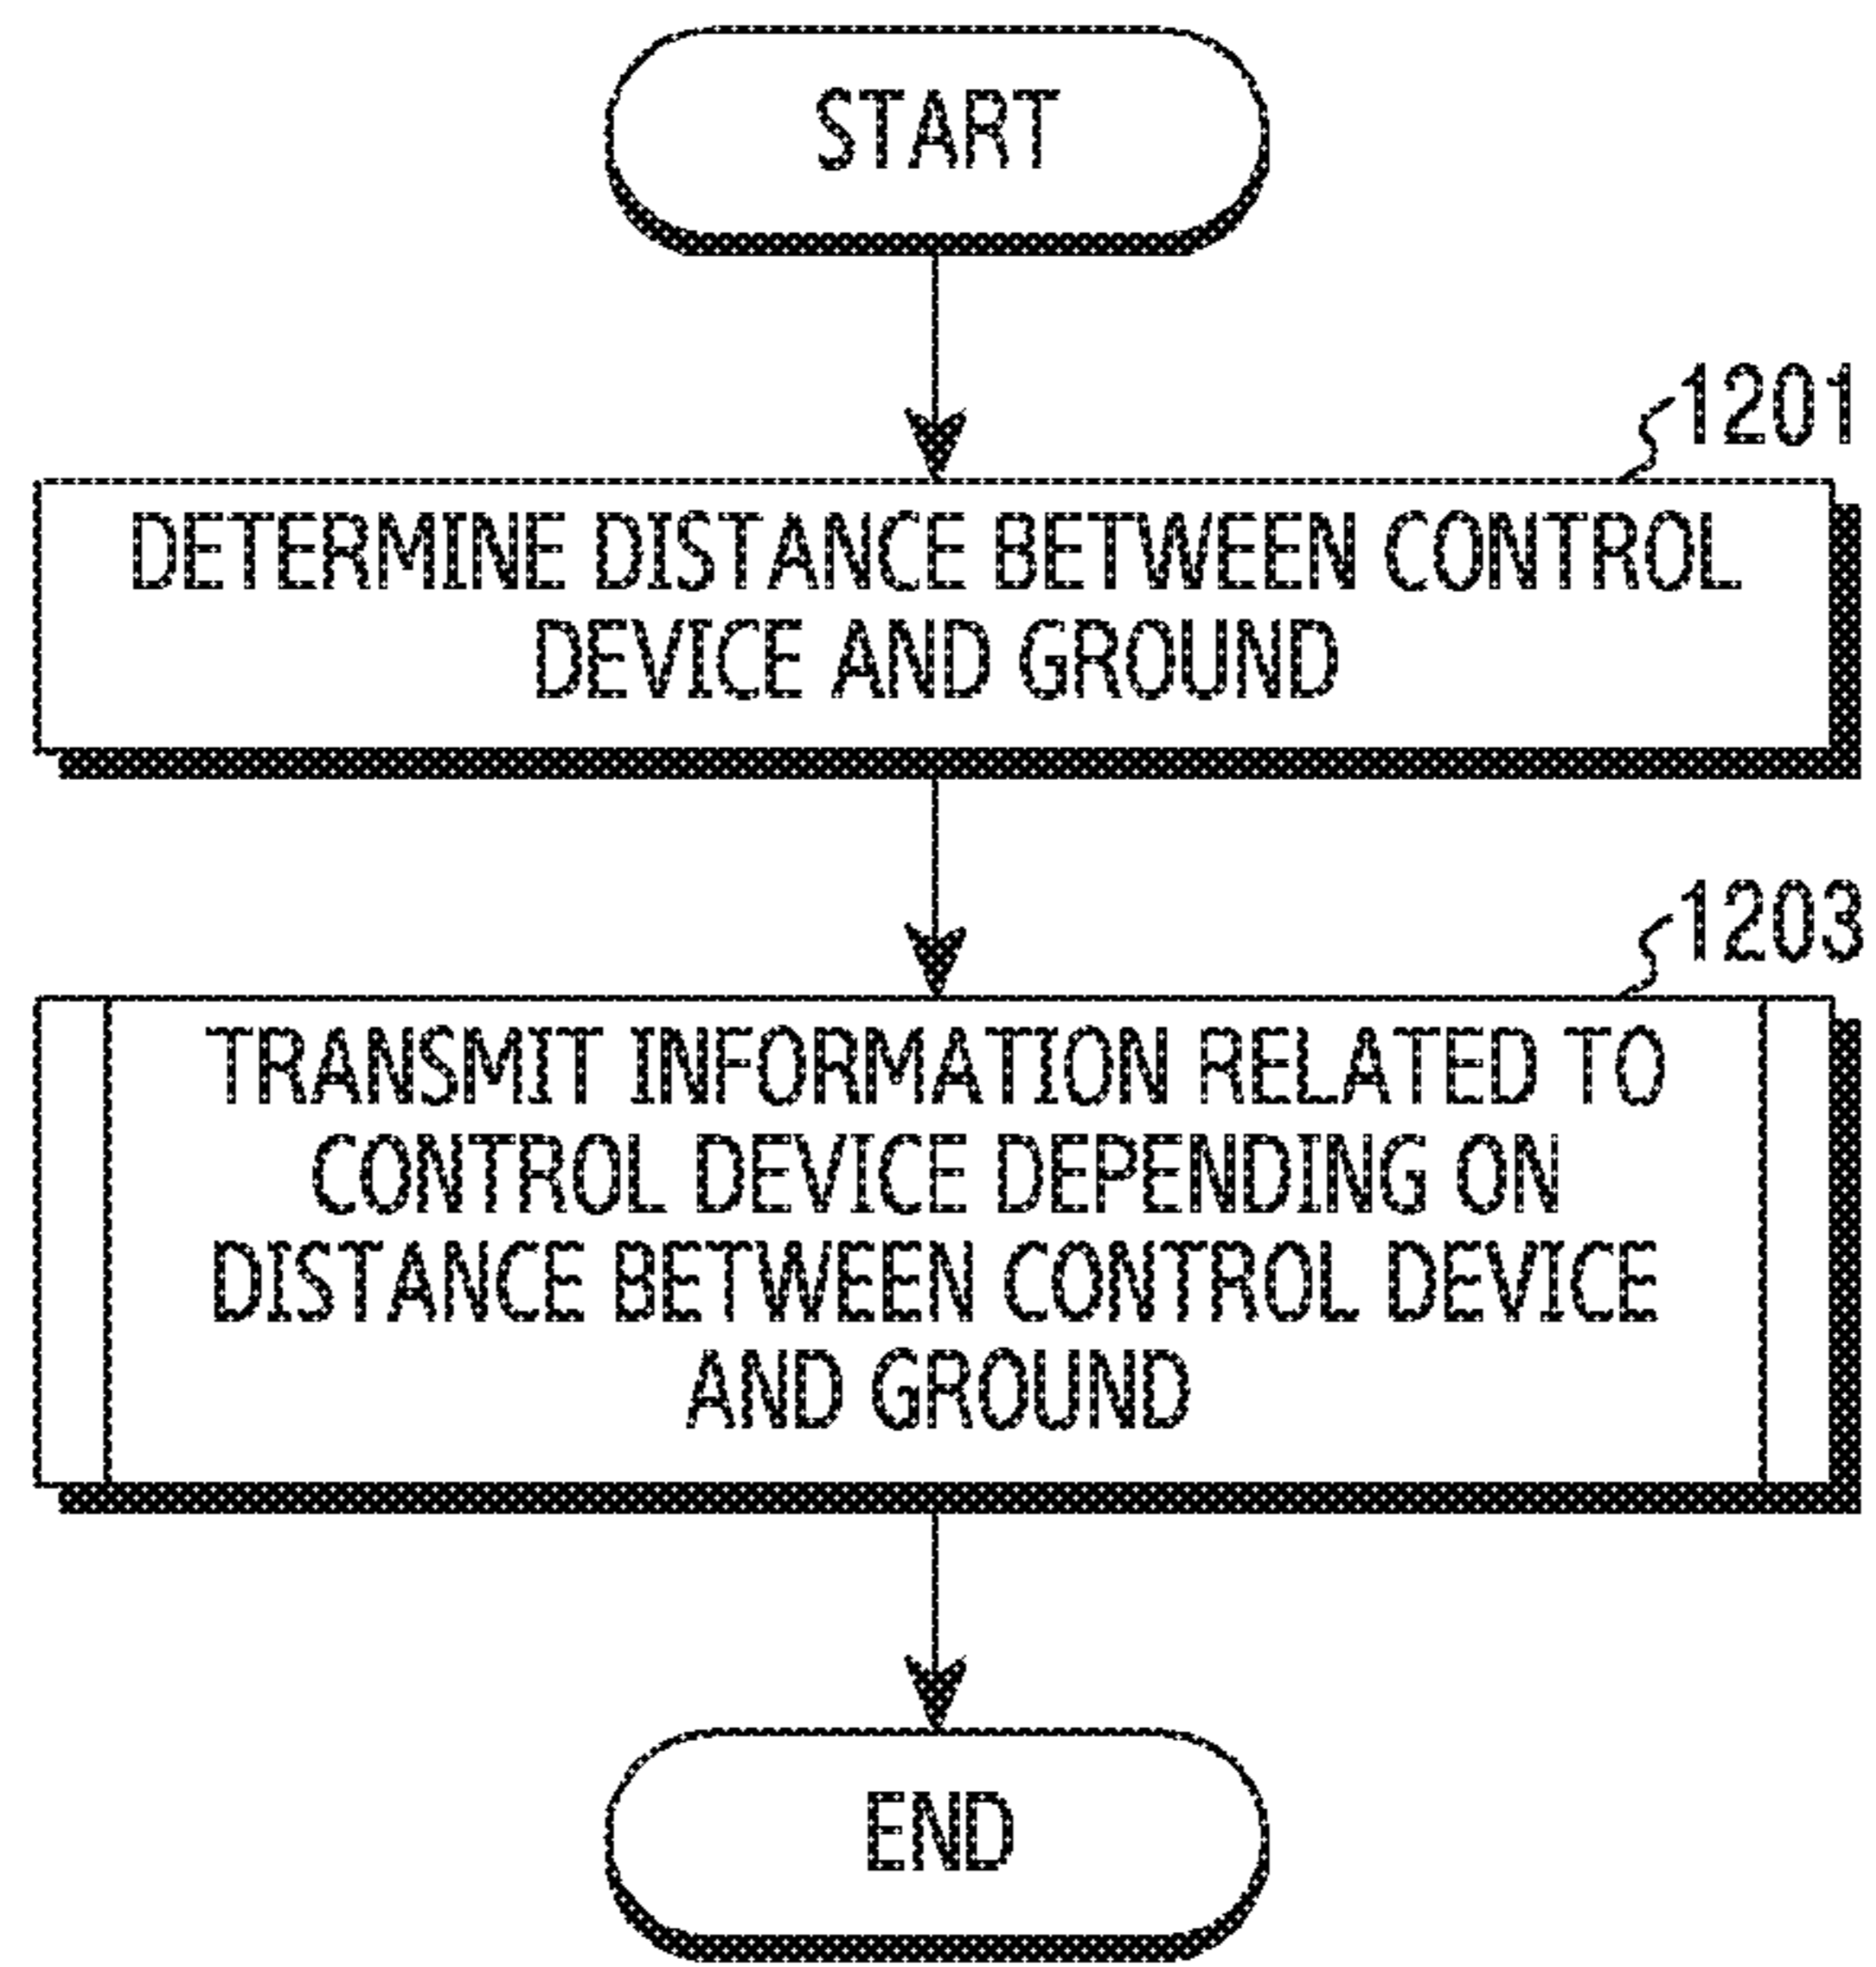 START
1201
DETERMINE DISTANCE BETWEEN CONTROL
DEVICE AND GROUND
1203
TRANSMIT INFORMATION RELATED TO
CONTROL DEVICE DEPENDING ON
DISTANCE BETWEEN CONTROL DEVICE
AND GROUND
END